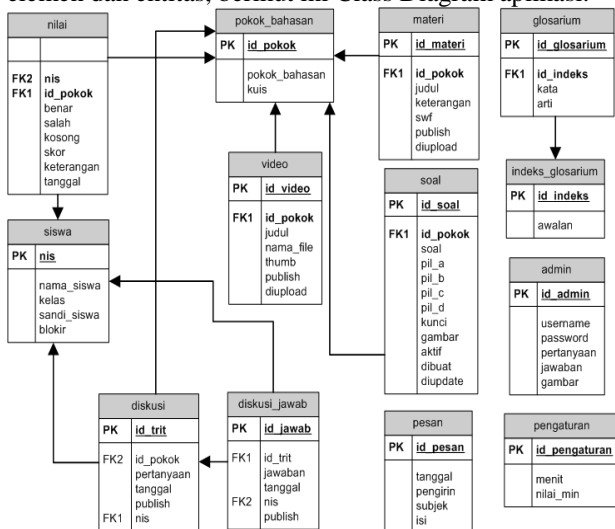 elemen dan entitas, berikut ini Class Diagram aplikasi.
nilai
FK2 nis
FK1 id_pokok
benar
salah
kosong
skor
keterangan
tanggal
pokok_bahasan
PK id_pokok
pokok_bahasan
kuis
materi
PK id_materi
FK1 id_pokok
judul
keterangan
swf
publish
diupload
glosarium
PK id_glosarium
FK1 id_indeks
kata
arti
video
PK id_video
FK1 id_pokok
judul
nama_file
thumb
publish
diupload
soal
PK id_soal
FK1 id_pokok
soal
pil_a
pil_b
pil_c
pil_d
kunci
gambar
aktif
dibuat
diupdate
indeks_glosarium
PK id_indeks
awalan
siswa
PK nis
nama_siswa
kelas
sandi_siswa
blokir
admin
PK id_admin
username
password
pertanyaan
jawaban
gambar
diskusi
PK id_trit
FK2 id_pokok
pertanyaan
tanggal
publish
FK1 nis
diskusi_jawab
PK id_jawab
FK1 id_trit
jawaban
tanggal
FK2 nis
publish
pesan
PK id_pesan
tanggal
pengirin
subjek
isi
pengaturan
PK id_pengaturan
menit
nilai_min